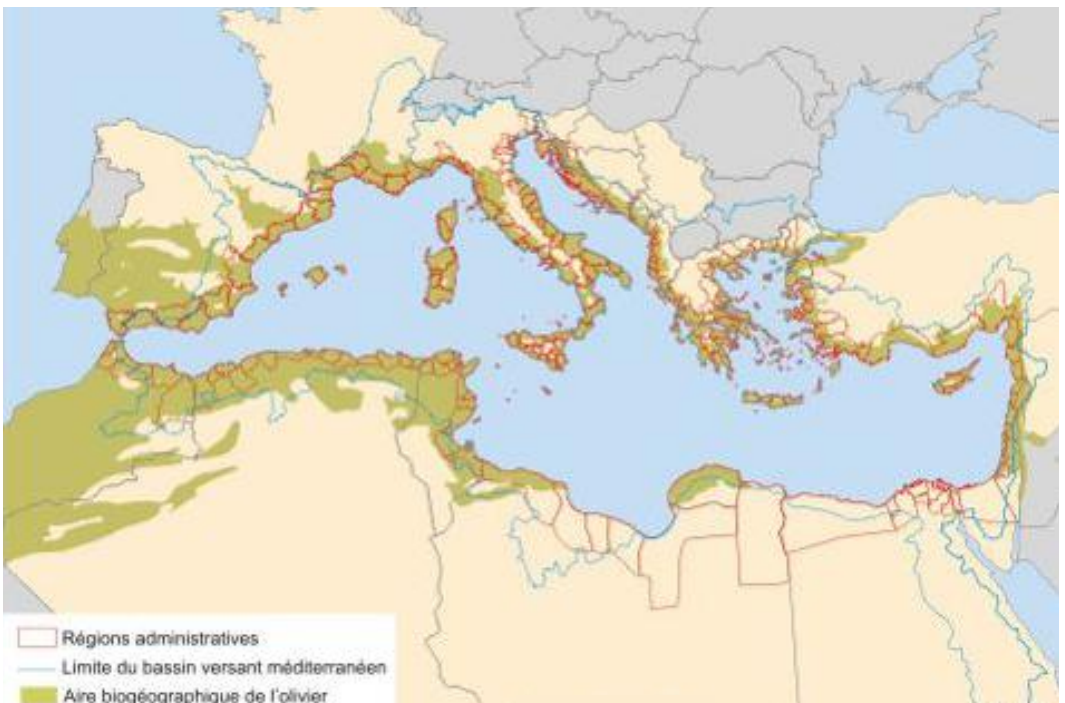 Régions administratives
Limite du bassin versant méditerranéen
Aire biogéographique de l'olivier